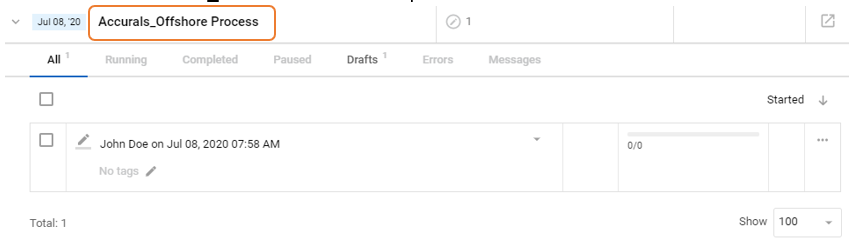 Jul 08, '20 Accurals_Offshore Process 1
All 1 Running Completed Paused Drafts 1 Errors Messages
Started
John Doe on Jul 08, 2020 07:58 AM
0/0
No tags
Total: 1 Show 100